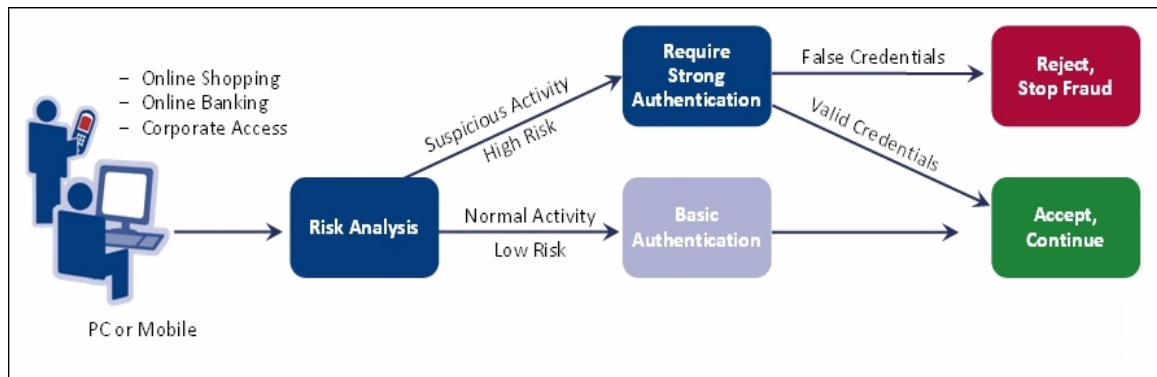 – Online Shopping
– Online Banking
– Corporate Access
PC or Mobile
Risk Analysis
Suspicious Activity
High Risk
Normal Activity
Low Risk
Require
Strong
Authentication
Basic
Authentication
False Credentials
Valid Credentials
Reject,
Stop Fraud
Accept,
Continue